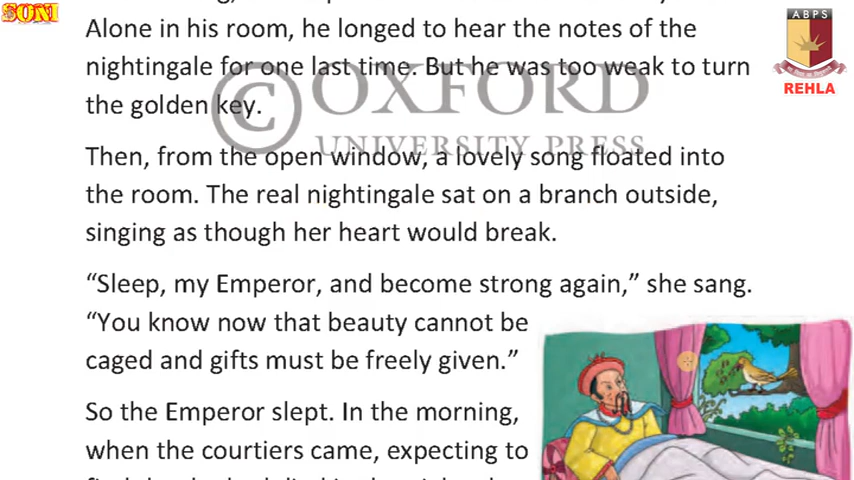 SONI
Alone in his room, he longed to hear the notes of the
nightingale for one last time. But he was too weak to turn
the golden key.
© OXFORD
UNIVERSITY PRESS
Then, from the open window, a lovely song floated into
the room. The real nightingale sat on a branch outside,
singing as though her heart would break.
“Sleep, my Emperor, and become strong again,” she sang.
“You know now that beauty cannot be
caged and gifts must be freely given.”
So the Emperor slept. In the morning,
when the courtiers came, expecting to
ABPS
REHLA